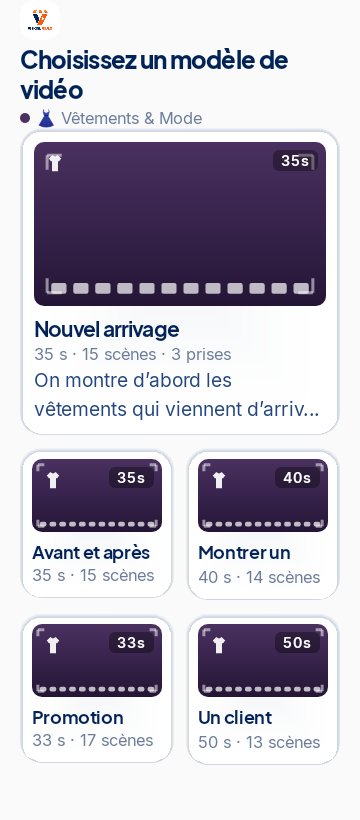 Choisissez un modèle de
vidéo
Vêtements & Mode
35s
Nouvel arrivage
35 s · 15 scènes · 3 prises
On montre d’abord les
vêtements qui viennent d’arriv...
35s
Avant et après
35 s · 15 scènes
40s
Montrer un
40 s · 14 scènes
33s
Promotion
33 s · 17 scènes
50s
Un client
50 s · 13 scènes